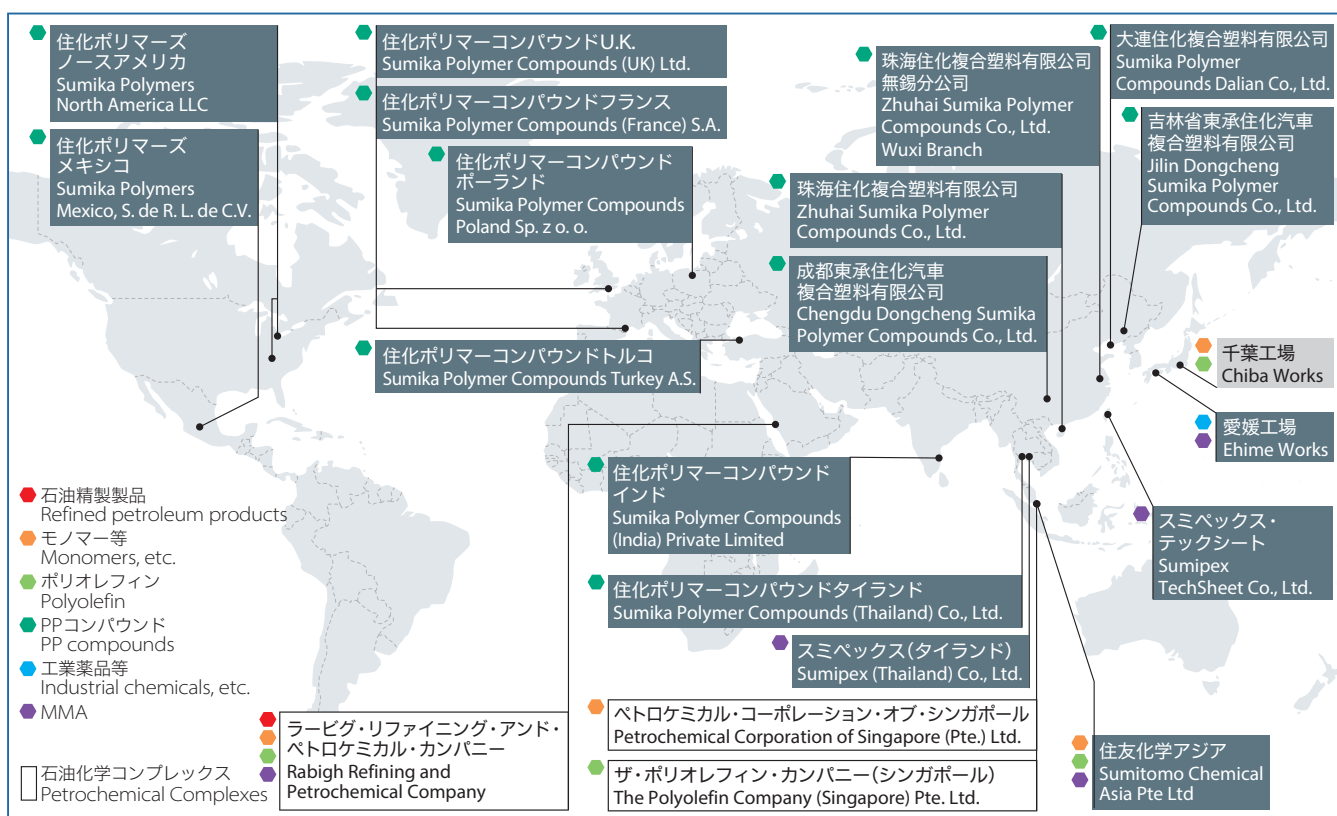 住化ポリマーズ
ノースアメリカ
Sumika Polymers
North America LLC
住化ポリマーズ
メキシコ
Sumika Polymers
Mexico, S. de R. L. de C.V.
住化ポリマーコンパウンドU.K.
Sumika Polymer Compounds (UK) Ltd.
住化ポリマーコンパウンドフランス
Sumika Polymer Compounds (France) S.A.
住化ポリマーコンパウンド
ポーランド
Sumika Polymer Compounds
Poland Sp. z o. o.
住化ポリマーコンパウンドトルコ
Sumika Polymer Compounds Turkey A.S.
珠海住化複合塑料有限公司
無錫分公司
Zhuhai Sumika Polymer
Compounds Co., Ltd.
Wuxi Branch
珠海住化複合塑料有限公司
Zhuhai Sumika Polymer
Compounds Co., Ltd.
成都東承住化汽車
複合塑料有限公司
Chengdu Dongcheng Sumika
Polymer Compounds Co., Ltd.
大連住化複合塑料有限公司
Sumika Polymer
Compounds Dalian Co., Ltd.
吉林省東承住化汽車
複合塑料有限公司
Jilin Dongcheng
Sumika Polymer
Compounds Co., Ltd.
千葉工場
Chiba Works
愛媛工場
Ehime Works
住化ポリマーコンパウンド
インド
Sumika Polymer Compounds
(India) Private Limited
住化ポリマーコンパウンドタイランド
Sumika Polymer Compounds (Thailand) Co., Ltd.
スミペックス(タイランド)
Sumipex (Thailand) Co., Ltd.
スミペックス・
テックシート
Sumipex
TechSheet Co., Ltd.
石油精製製品
Refined petroleum products
モノマー等
Monomers, etc.
ポリオレフィン
Polyolefin
PPコンパウンド
PP compounds
工業薬品等
Industrial chemicals, etc.
MMA
石油化学コンプレックス
Petrochemical Complexes
ラービグ・リファイニング・アンド・
ペトロケミカル・カンパニー
Rabigh Refining and
Petrochemical Company
ペトロケミカル・コーポレーション・オブ・シンガポール
Petrochemical Corporation of Singapore (Pte.) Ltd.
ザ・ポリオレフィン・カンパニー(シンガポール)
The Polyolefin Company (Singapore) Pte. Ltd.
住友化学アジア
Sumitomo Chemical
Asia Pte Ltd